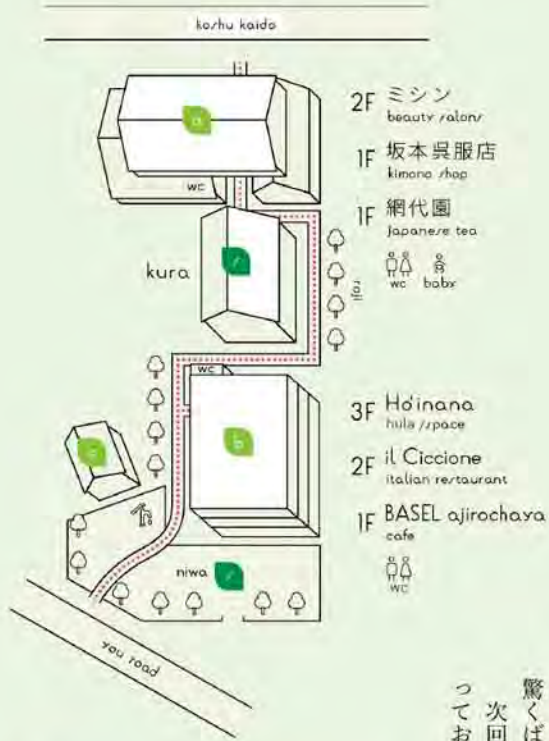 koshu kaido
a
2F ミシン
beauty salons
wc
1F 坂本呉服店
kimono shop
1F 網代園
japanese tea
kura
roji
wc baby
wc
3F Ho'inana
hula /space
b
2F il Ciccione
italian restaurant
c
1F BASEL ajirochaya
cafe
niwa
wc
you road
驚くば
次回
ってお